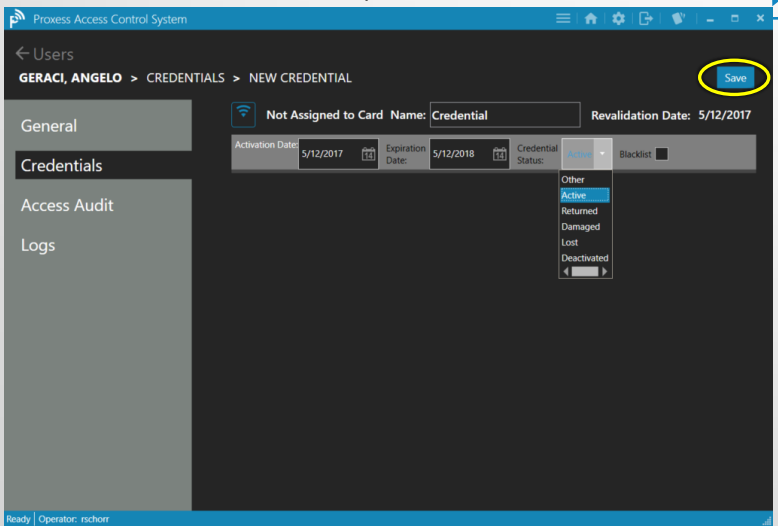 Proxess Access Control System
Users
GERACI, ANGELO > CREDENTIALS > NEW CREDENTIAL
Save
General
Credentials
Access Audit
Logs
Not Assigned to Card Name: Credential Revalidation Date: 5/12/2017
Activation Date: 5/12/2017 14 Expiration Date: 5/12/2018 14 Credential Status: Active Blacklist
Other
Active
Returned
Damaged
Lost
Deactivated
Ready Operator: rschorr